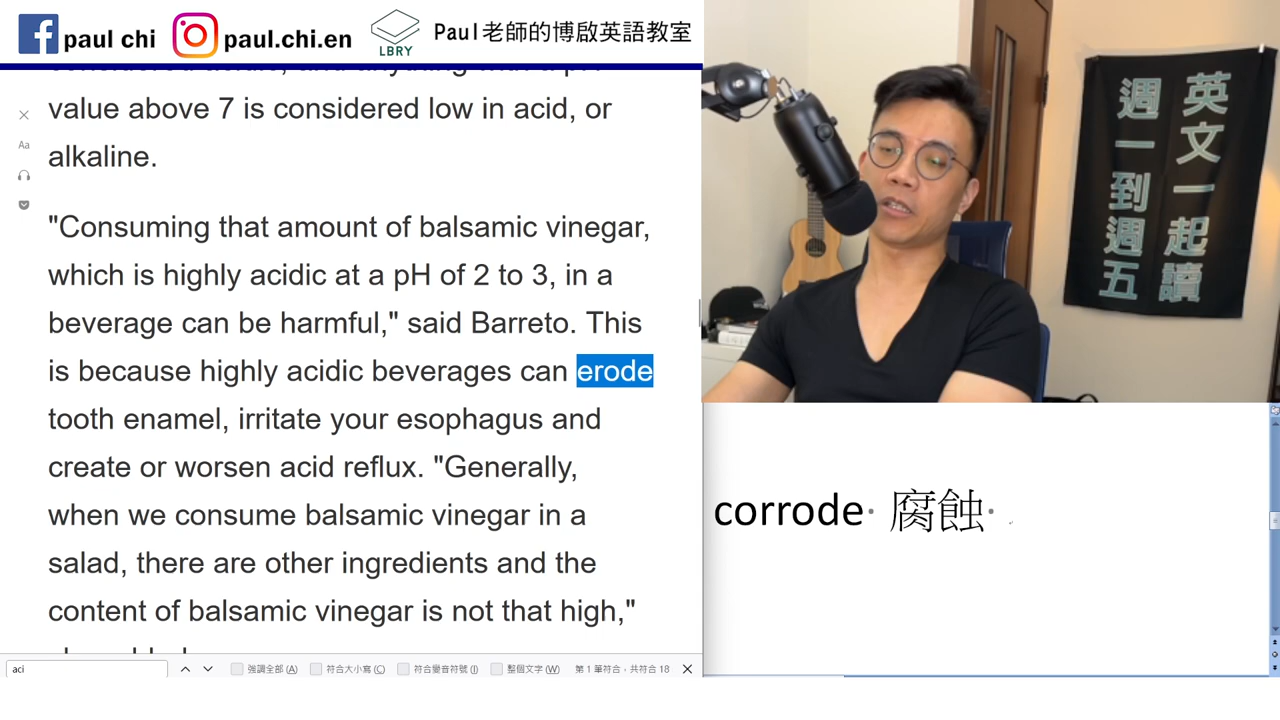 paul chi
paul.chi.en
LBRY
Paul老師的博啟英語教室
value above 7 is considered low in acid, or
alkaline.
"Consuming that amount of balsamic vinegar,
which is highly acidic at a pH of 2 to 3, in a
beverage can be harmful," said Barreto. This
is because highly acidic beverages can erode
tooth enamel, irritate your esophagus and
create or worsen acid reflux. "Generally,
when we consume balsamic vinegar in a
salad, there are other ingredients and the
content of balsamic vinegar is not that high,"
Aa
aci
強調全部 (A)
符合大小寫 (C)
符合變音符號 (I)
整個文字 (W)
第 1 筆符合，共符合 18
英文一起讀
週一到週五
corrode 腐蝕